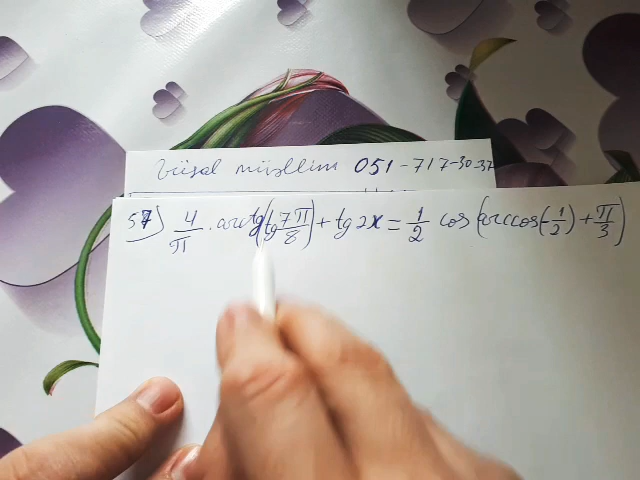 Vüsal müəllim 051-717-30-37
57) 4/π · arctg(tg 7π/8) + tg 2x = 1/2 cos(arccos(-1/2) + π/3)